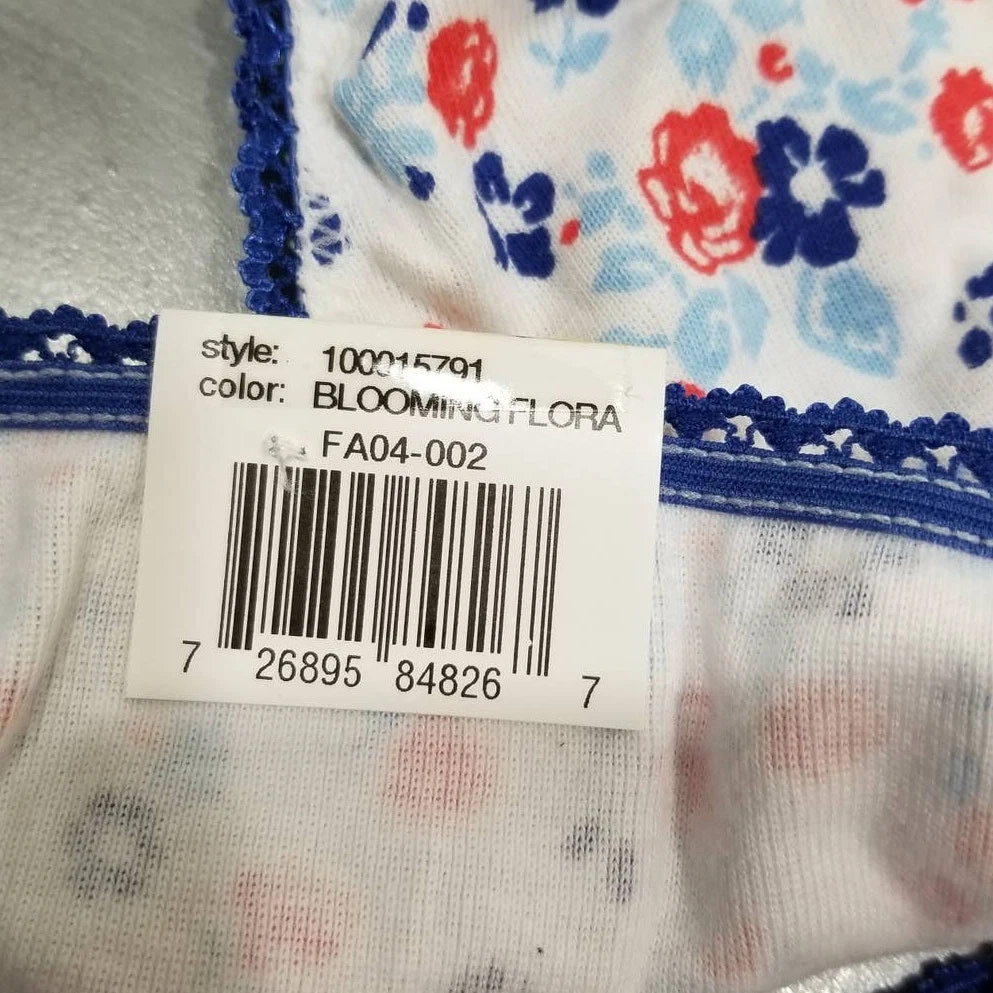 style: 100015791
color: BLOOMING FLORA
FA04-002
7 26895 84826 7